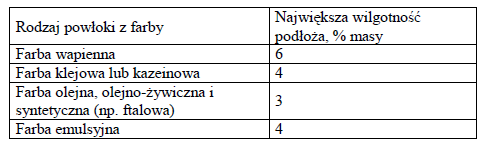 Rodzaj powłoki z farby
Największa wilgotność
podłoża, % masy
Farba wapienna
6
Farba klejowa lub kazeinowa
4
Farba olejna, olejno-żywiczna i
syntetyczna (np. ftalowa)
3
Farba emulsyjna
4